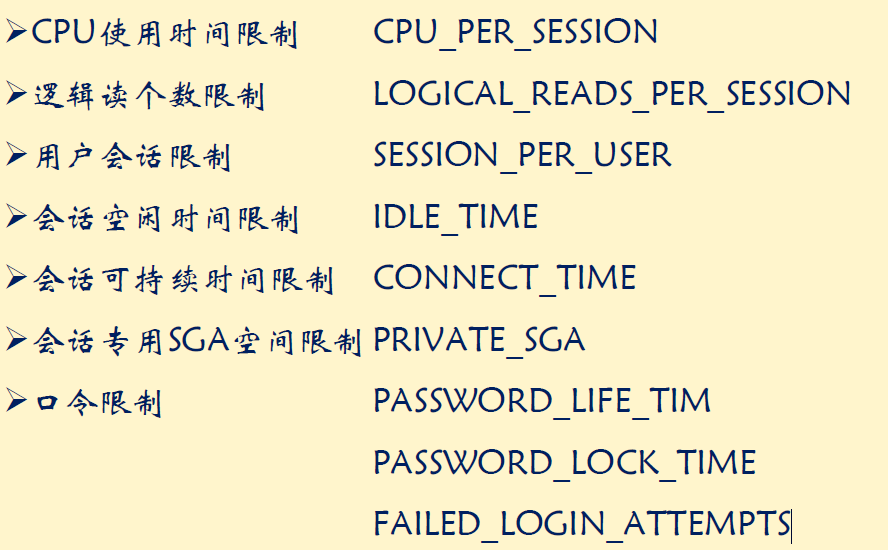 ➢CPU使用时间限制 CPU_PER_SESSION
➢逻辑读个数限制 LOGICAL_READS_PER_SESSION
➢用户会话限制 SESSION_PER_USER
➢会话空闲时间限制 IDLE_TIME
➢会话可持续时间限制 CONNECT_TIME
➢会话专用SGA空间限制 PRIVATE_SGA
➢口令限制 PASSWORD_LIFE_TIM
PASSWORD_LOCK_TIME
FAILED_LOGIN_ATTEMPTS